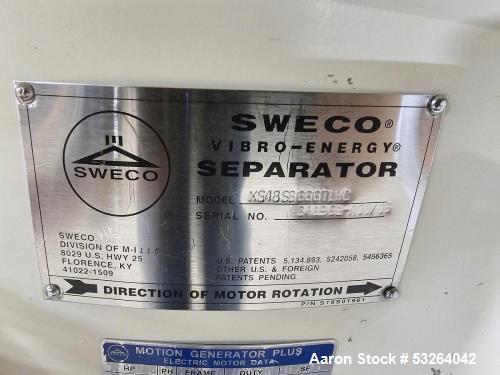 SWECO®
VIBRO-ENERGY®
SEPARATOR
SWECO
MODEL
SERIAL NO.
SWECO
DIVISION OF M-I L.L.C.
8029 U.S. HWY 25
FLORENCE, KY
41022-1509
U.S. PATENTS 5,134,893, 5242058, 5456365
OTHER U.S. & FOREIGN
PATENTS PENDING
DIRECTION OF MOTOR ROTATION
P/N S18S01961
MOTION GENERATOR PLUS
ELECTRIC MOTOR DATA
HP PH FRAME DUTY SF
Aaron Stock # 53264042